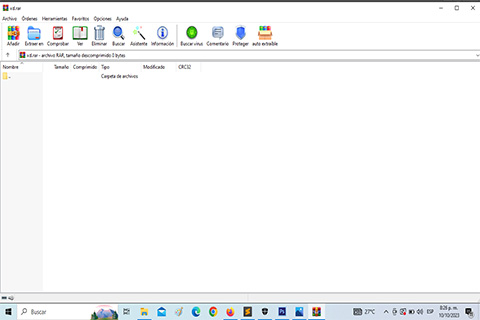 xd.rar
Archivo Órdenes Herramientas Favoritos Opciones Ayuda
Añadir Extraer en Comprobar Ver Eliminar Buscar Asistente Información Buscar virus Comentario Proteger auto extraíble
xd.rar - archivo RAR, tamaño descomprimido 0 bytes
Nombre Tamaño Comprimido Tipo Modificado CRC32
.. Carpeta de archivos
Buscar 27°C ESP 8:26 p. m.
10/10/2023